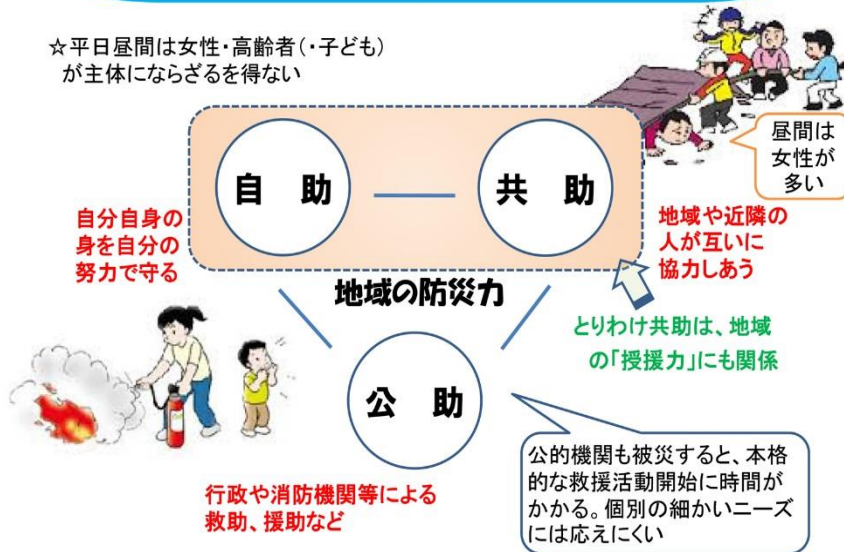 ☆平日昼間は女性・高齢者(・子ども)
が主体にならざるを得ない
昼間は
女性が
多い
自 助
共 助
自分自身の
身を自分の
努力で守る
地域や近隣の
人が互いに
協力しあう
地域の防災力
とりわけ共助は、地域
の「授援力」にも関係
公 助
公的機関も被災すると、本格
的な救援活動開始に時間が
かかる。個別の細かいニーズ
には応えにくい
行政や消防機関等による
救助、援助など